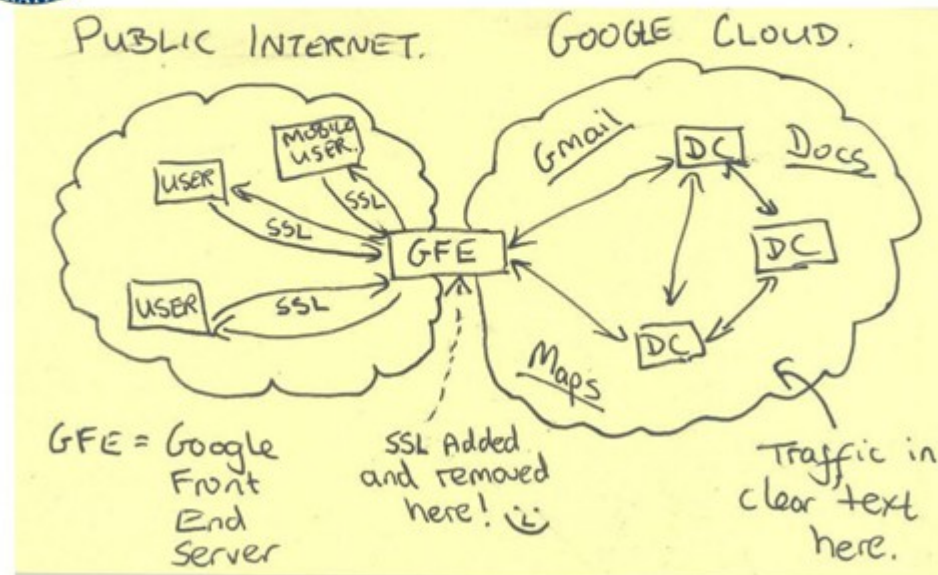 PUBLIC INTERNET.
GOOGLE CLOUD.
MOBILE
USER.
USER
SSL
SSL
USER
SSL
GFE
Gmail
DC
Docs
DC
DC
Maps
GFE = Google
Front
End
Server
SSL Added
and removed
here!
Traffic in
clear text
here.